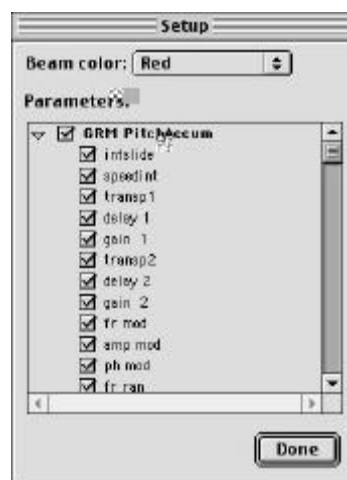 Setup
Beam color: Red
Parameters:
GRM PitchAccum
intslide
speedint
transp1
delay 1
gain 1
transp2
delay 2
gain 2
fr mod
amp mod
ph mod
fr ran
Done